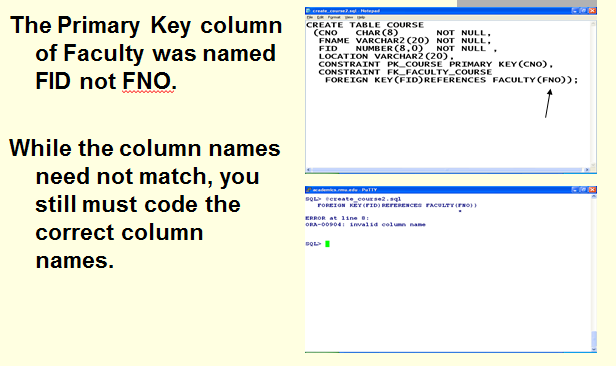 The Primary Key column
of Faculty was named
FID not FNO.
While the column names
need not match, you
still must code the
correct column
names.
create_course2.sql - Notepad
File Edit Format View Help
CREATE TABLE COURSE
(CNO CHAR(8) NOT NULL,
FNAME VARCHAR2(20) NOT NULL,
FID NUMBER(8,0) NOT NULL ,
LOCATION VARCHAR2(20),
CONSTRAINT PK_COURSE PRIMARY KEY(CNO),
CONSTRAINT FK_FACULTY_COURSE
FOREIGN KEY(FID)REFERENCES FACULTY(FNO));
PuTTY
SQL> @create_course2.sql
FOREIGN KEY(FID)REFERENCES FACULTY(FNO))
*
ERROR at line 8:
ORA-00904: invalid column name
SQL>